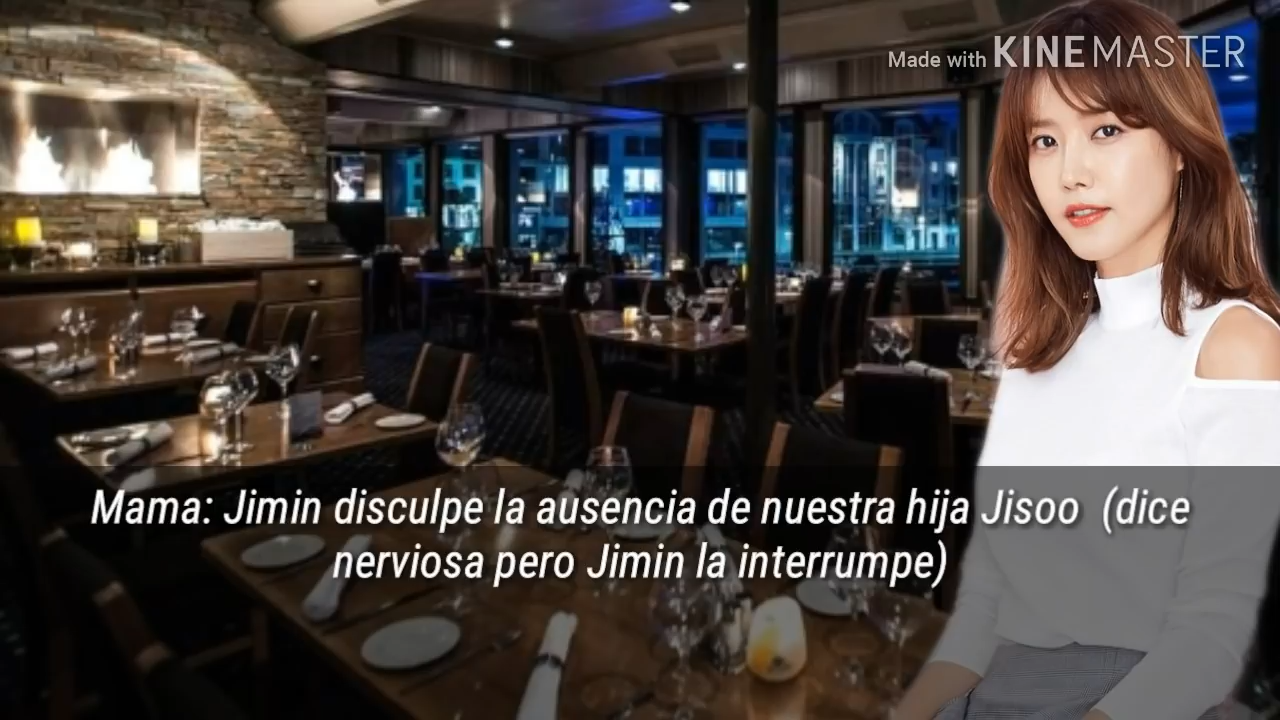 Made with KINEMASTER
Mama: Jimin disculpe la ausencia de nuestra hija Jisoo (dice
nerviosa pero Jimin la interrumpe)